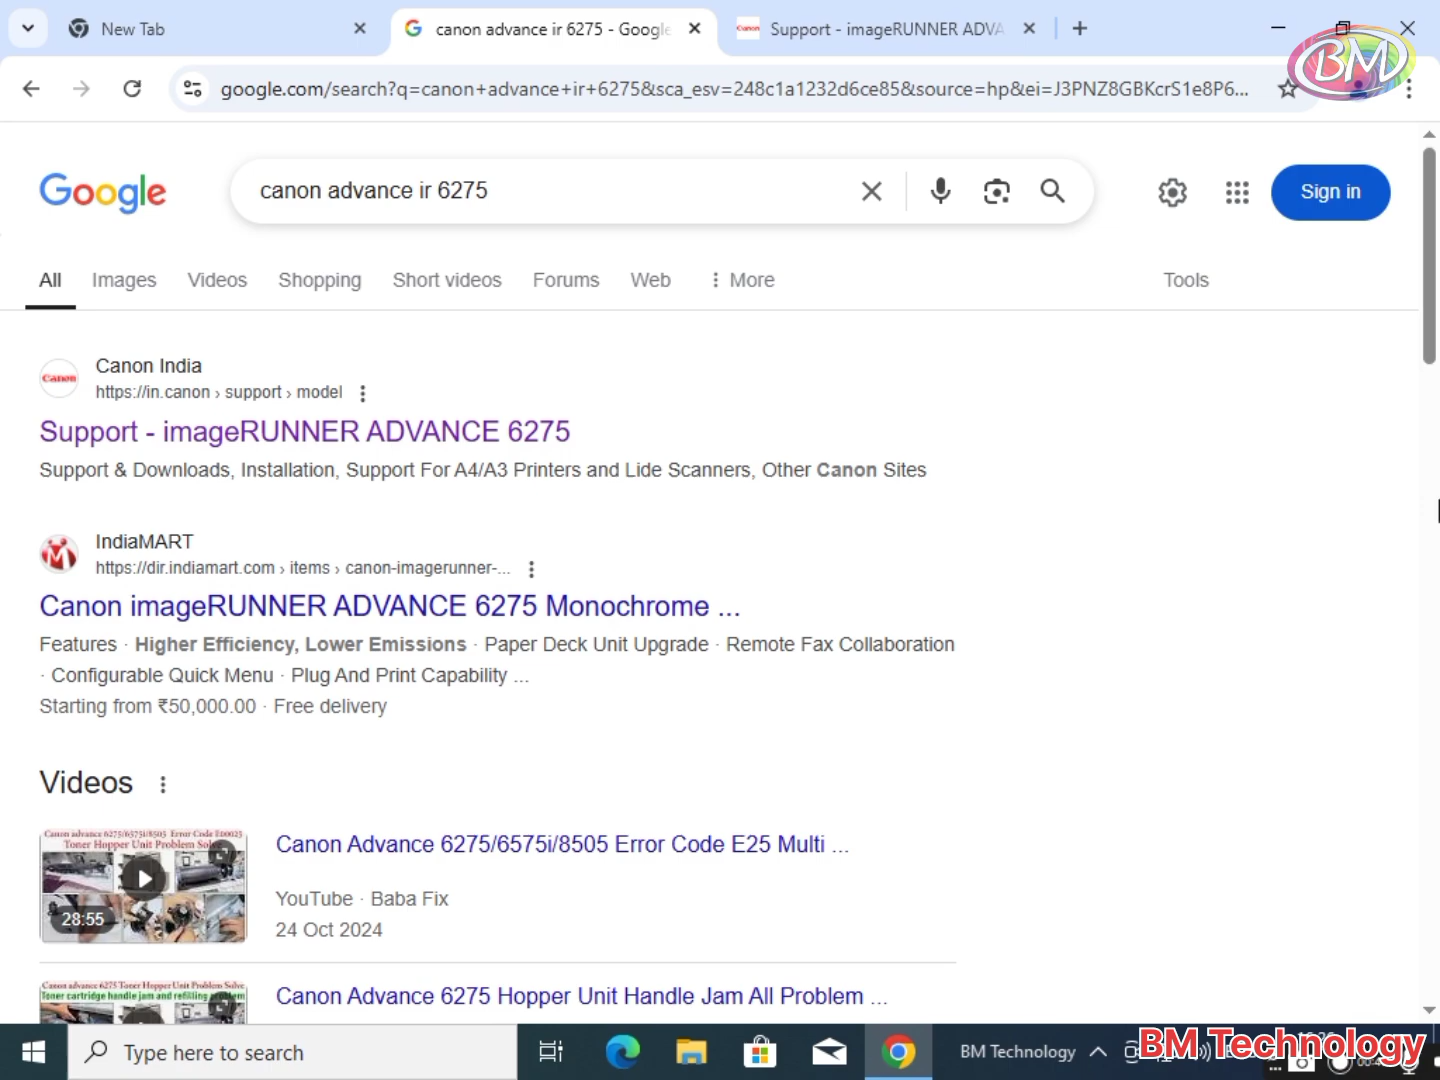 New Tab
canon advance ir 6275 - Google
Support - imageRUNNER ADVA
BM
google.com/search?q=canon+advance+ir+6275&sca_esv=248c1a1232d6ce85&source=hp&ei=J3PNZ8GBKcrS1e8P6...
Google
canon advance ir 6275
Sign in
All Images Videos Shopping Short videos Forums Web More Tools
Canon
Canon India
https://in.canon › support › model
Support - imageRUNNER ADVANCE 6275
Support & Downloads, Installation, Support For A4/A3 Printers and Lide Scanners, Other Canon Sites
IndiaMART
https://dir.indiamart.com › items › canon-imagerunner-...
Canon imageRUNNER ADVANCE 6275 Monochrome ...
Features · Higher Efficiency, Lower Emissions · Paper Deck Unit Upgrade · Remote Fax Collaboration
· Configurable Quick Menu · Plug And Print Capability ...
Starting from ₹50,000.00 · Free delivery
Videos
Canon advance 6275/6575i/8505 Error Code E00025
Toner Hopper Unit Problem Solve
28:55
Canon Advance 6275/6575i/8505 Error Code E25 Multi ...
YouTube · Baba Fix
24 Oct 2024
Canon advance 6275 Toner Hopper Unit Problem Solve
Toner cartridge handle jam and refilling problem
Canon Advance 6275 Hopper Unit Handle Jam All Problem ...
Type here to search
BM Technology
BM Technology